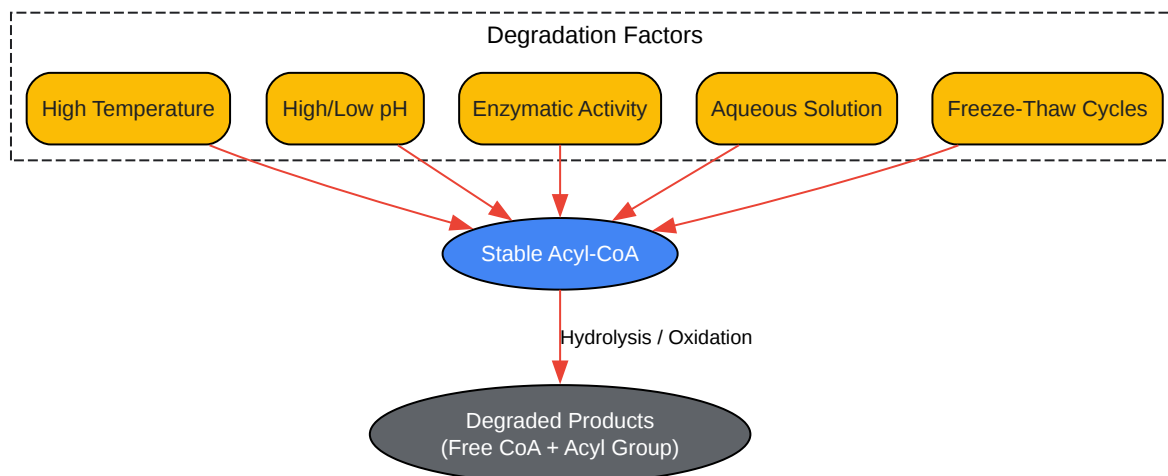 Degradation Factors
High Temperature
High/Low pH
Enzymatic Activity
Aqueous Solution
Freeze-Thaw Cycles
Stable Acyl-CoA
Hydrolysis / Oxidation
Degraded Products
(Free CoA + Acyl Group)